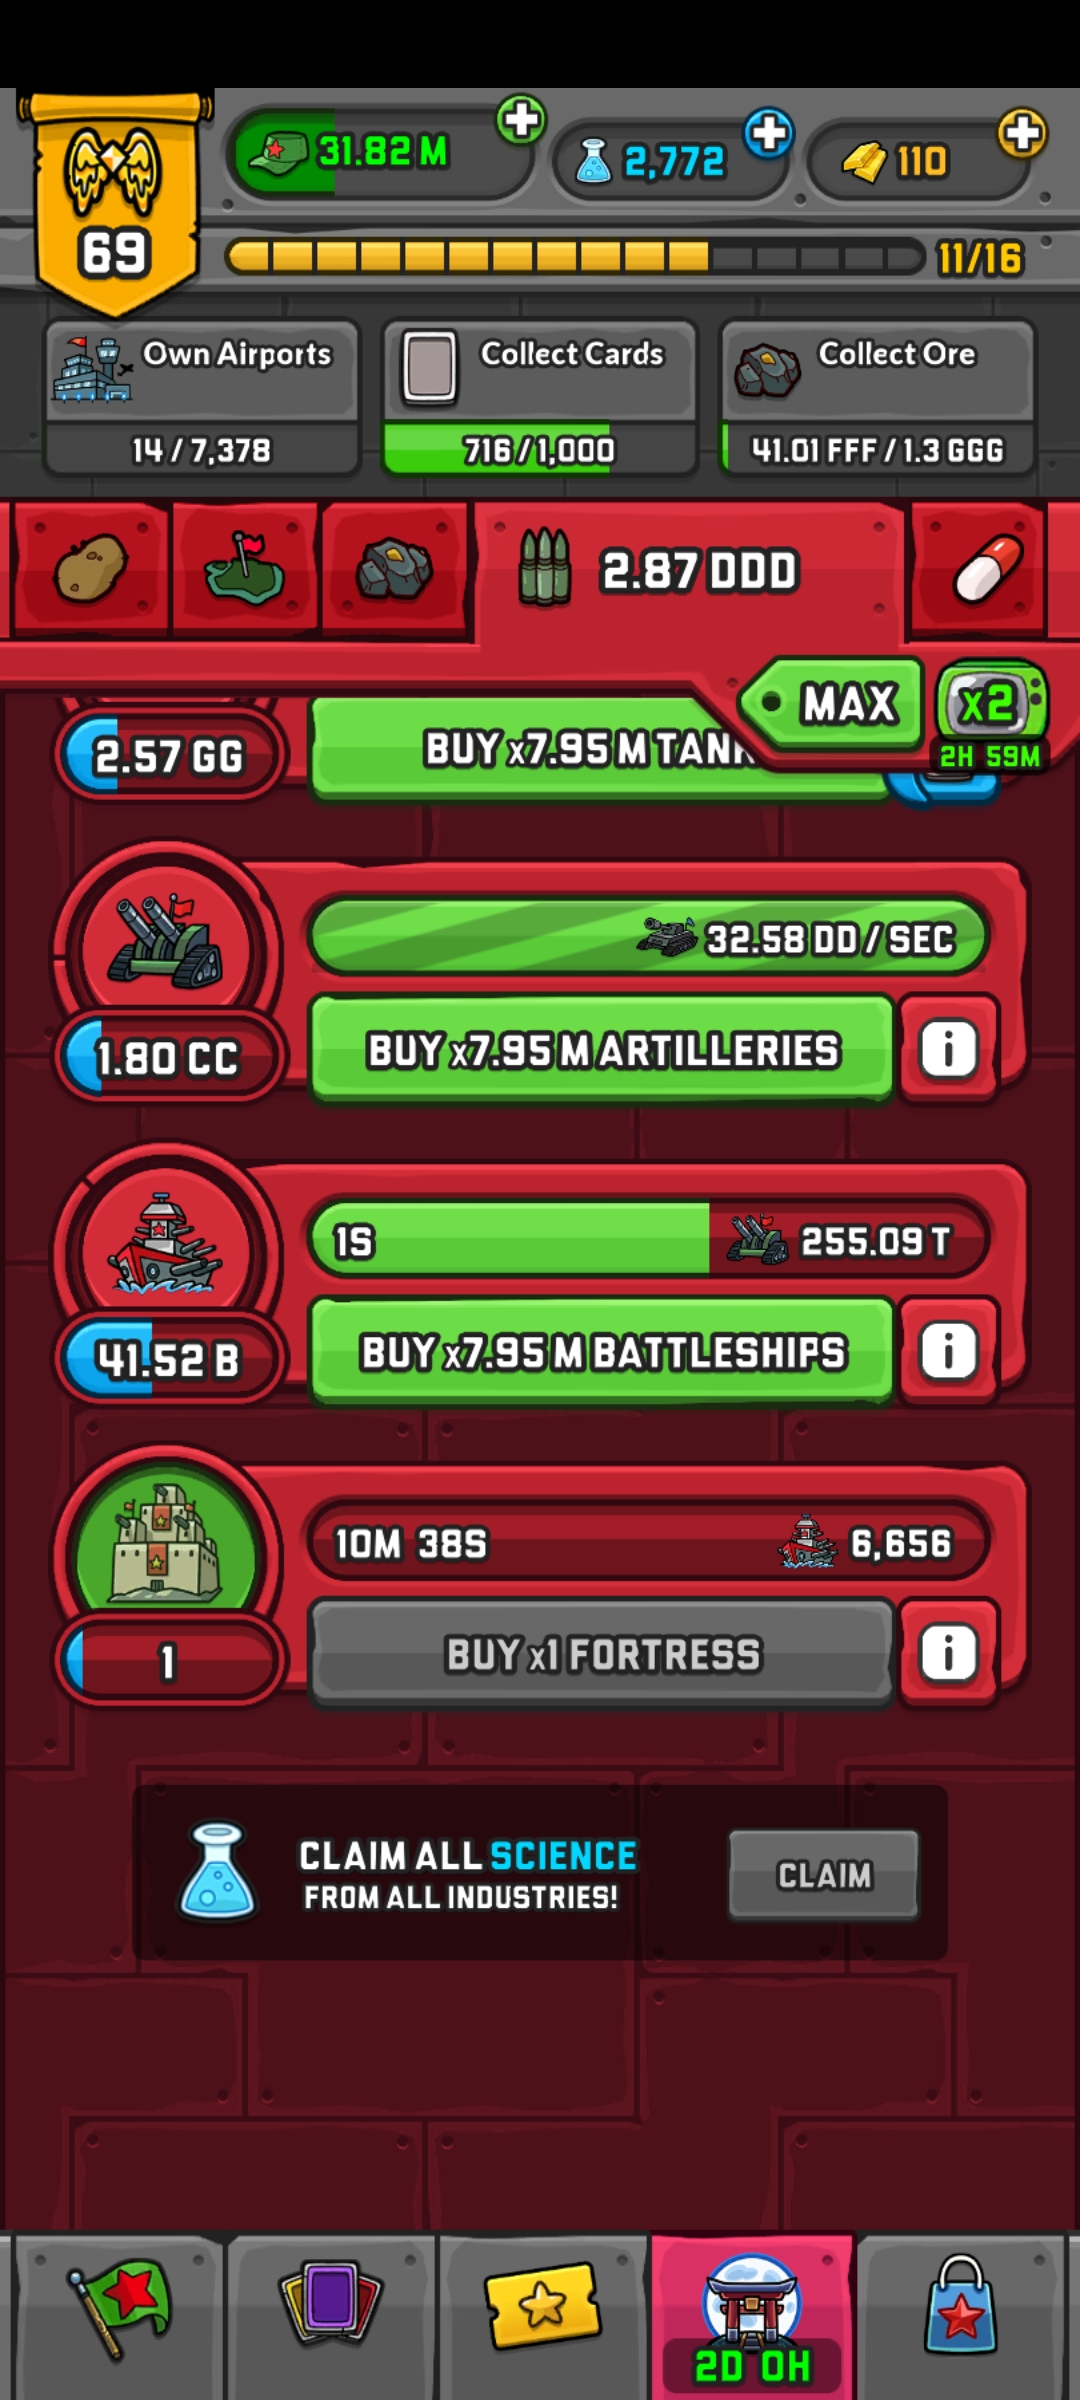 31.82 M
2,772
110
69
11/16
Own Airports
14 / 7,378
Collect Cards
716 / 1,000
Collect Ore
41.01 FFF / 1.3 GGG
2.87 DDD
MAX
x2
2H 59M
2.57 GG
BUY x7.95 M TANK
32.58 DD / SEC
1.80 CC
BUY x7.95 M ARTILLERIES
1S
255.09 T
41.52 B
BUY x7.95 M BATTLESHIPS
10M 38S
6,656
1
BUY x1 FORTRESS
CLAIM ALL SCIENCE
FROM ALL INDUSTRIES!
CLAIM
2D 0H